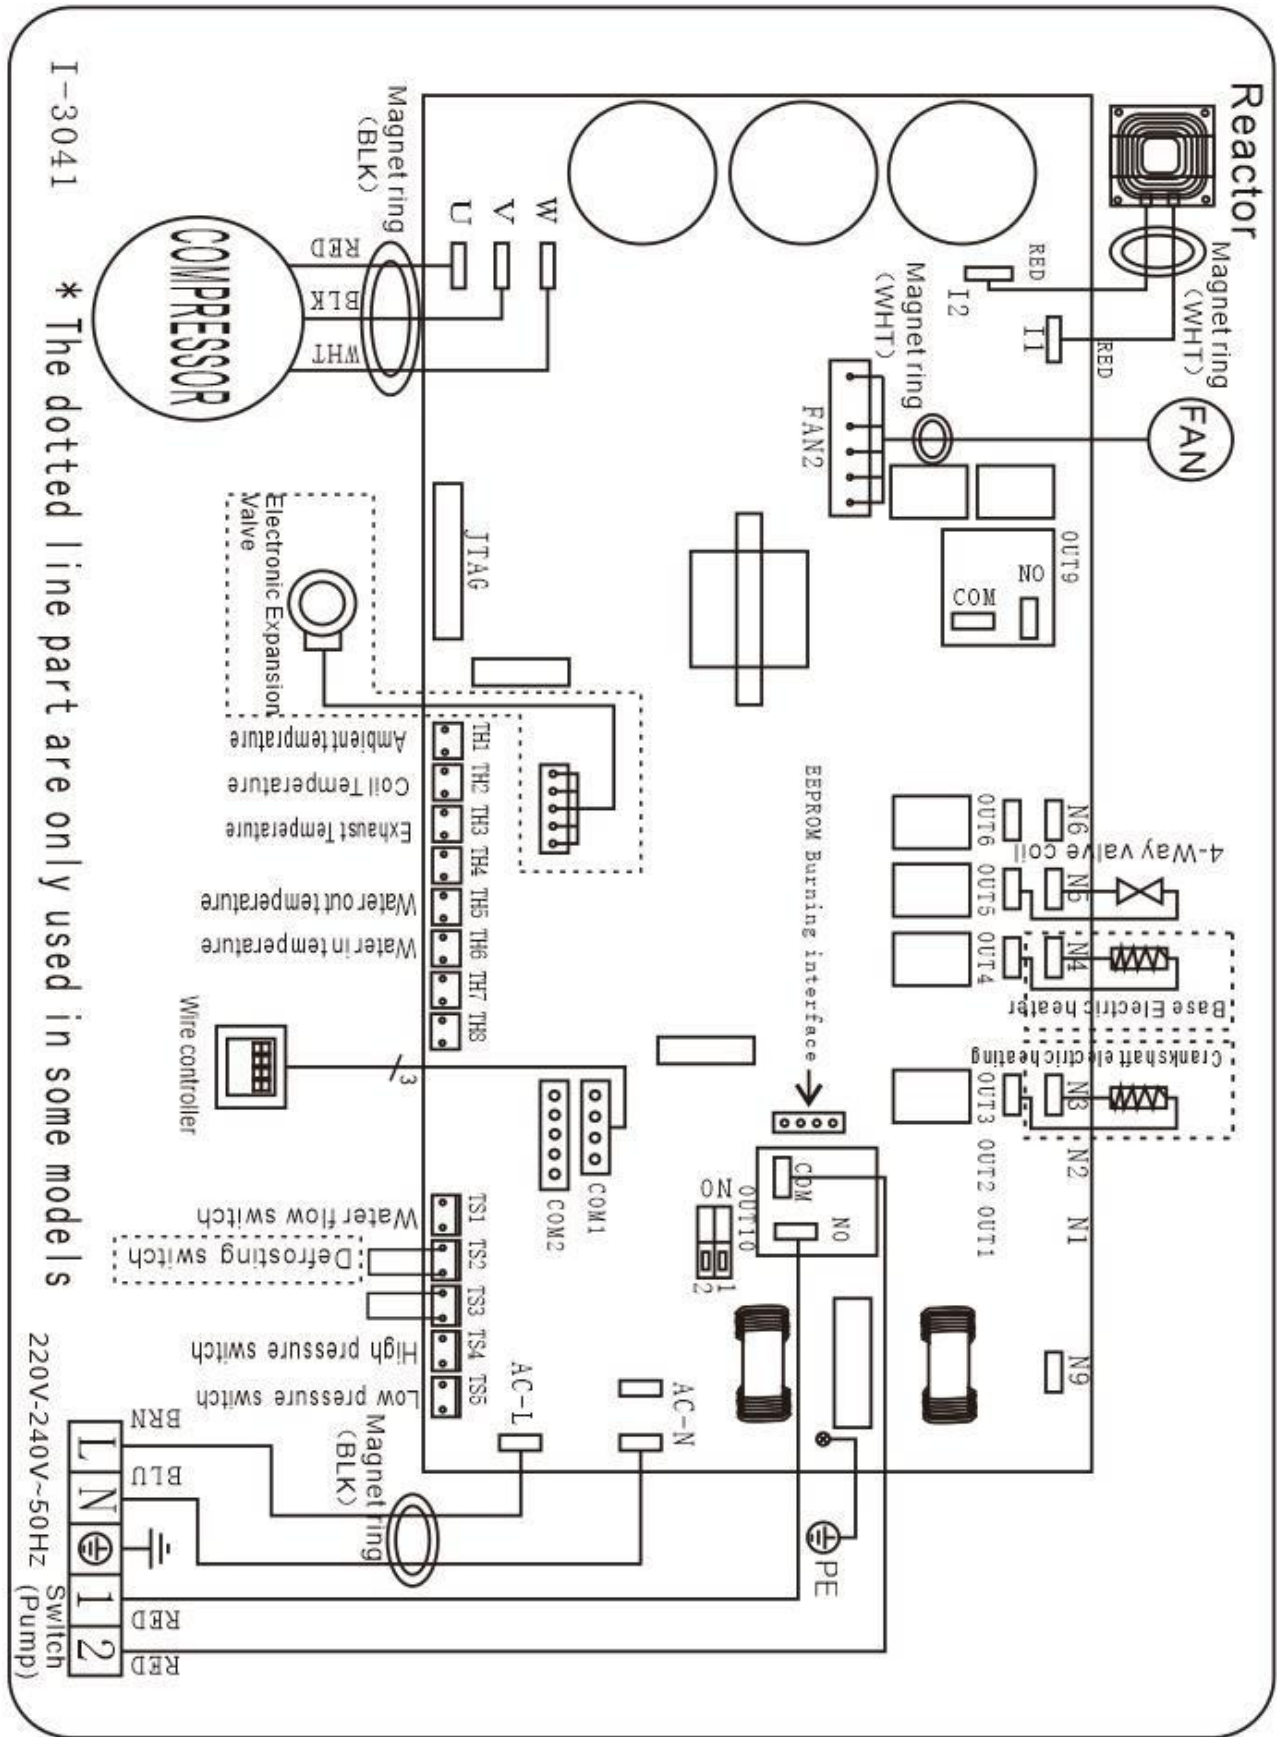 Reactor
Magnet ring
(WHT)
FAN
RED
RED
I2
I1
Magnet ring
(WHT)
FAN2
Magnet ring
(BLK)
U
V
W
RED
BLK
WHT
COMPRESSOR
I-3041
* The dotted line part are only used in some models
JTAG
Electronic Expansion
Valve
OUT9
NO
COM
TH1
TH2
TH3
TH4
TH5
TH6
TH7
TH8
Ambient temprature
Coil Temperature
Exhaust Temperature
Water out temperature
Water in temperature
EEPROM Burning interface
OUT6
OUT5
OUT4
OUT3
OUT2
OUT1
N6
N5
N4
N3
N2
N1
N9
4-Way valve coil
Base Electric heater
Crankshaft electric heating
Wire controller
3
COM1
COM2
COM
NO
OUT10
ON
1
2
TS1
TS2
TS3
TS4
TS5
Water flow switch
Defrosting switch
High pressure switch
Low pressure switch
AC-L
AC-N
Magnet ring
(BLK)
PE
BRN
BLU
RED
RED
L
N
1
2
220V-240V~50Hz
Switch
(Pump)